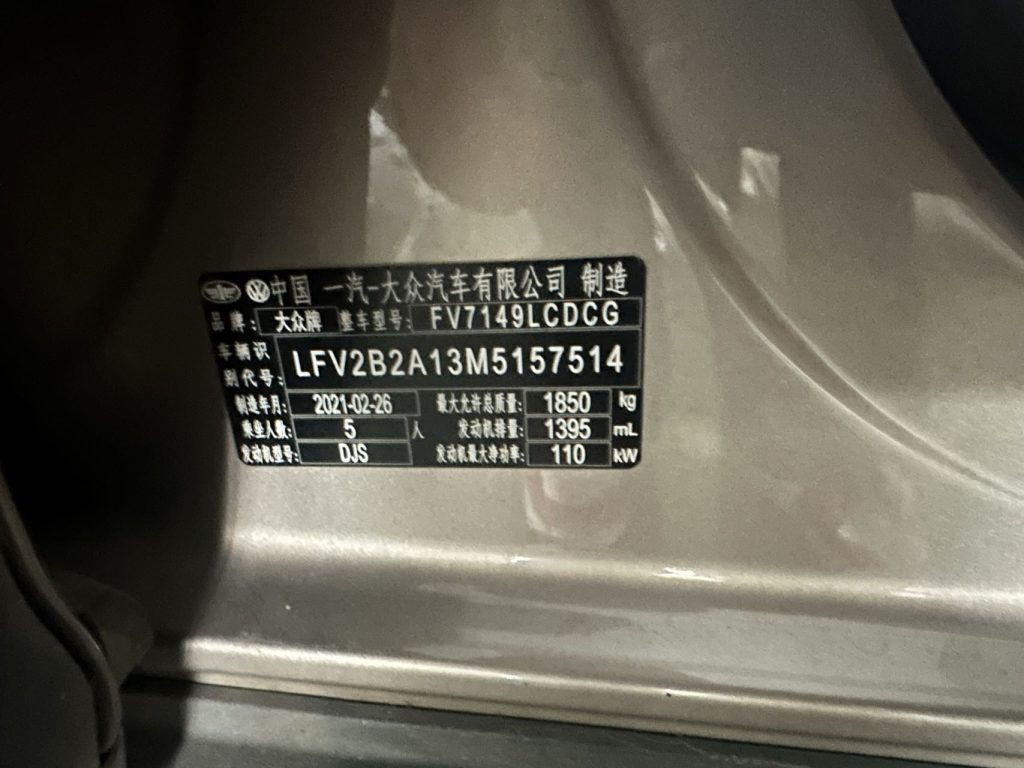 中国 一汽-大众汽车有限公司 制造
品牌: 大众牌 整车型号: FV7149LCDCG
车辆识别代号: LFV2B2A13M5157514
制造年月: 2021-02-26 最大允许总质量: 1850 kg
乘坐人数: 5 人 发动机排量: 1395 mL
发动机型号: DJS 发动机最大净功率: 110 kW